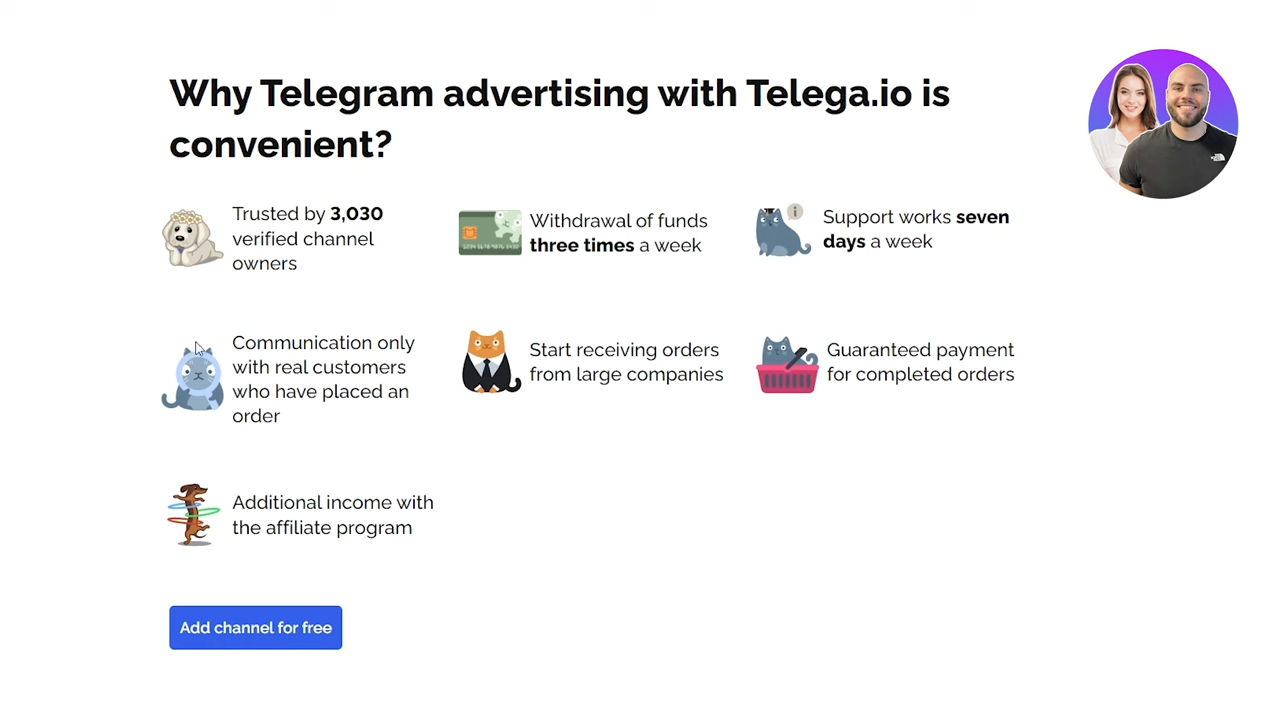 Why Telegram advertising with Telega.io is
convenient?
Trusted by 3,030
verified channel
owners
Withdrawal of funds
three times a week
Support works seven
days a week
Communication only
with real customers
who have placed an
order
Start receiving orders
from large companies
Guaranteed payment
for completed orders
Additional income with
the affiliate program
Add channel for free